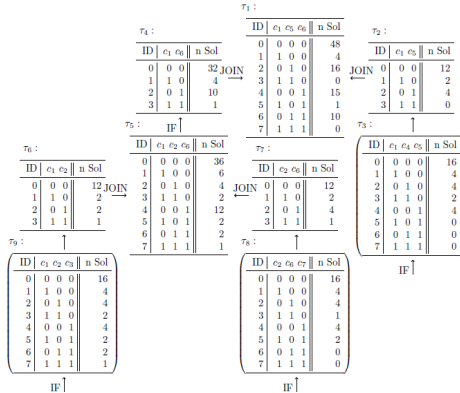 τ₄ :
ID | c₁ c₆ || n Sol
0 | 0 0 || 32
1 | 1 0 || 4
2 | 0 1 || 10
3 | 1 1 || 1
IF ↑
JOIN →
τ₁ :
ID | c₁ c₅ c₆ || n Sol
0 | 0 0 0 || 48
1 | 1 0 0 || 4
2 | 0 1 0 || 16
3 | 1 1 0 || 0
4 | 0 0 1 || 15
5 | 1 0 1 || 1
6 | 0 1 1 || 10
7 | 1 1 1 || 0
JOIN ←
τ₂ :
ID | c₁ c₅ || n Sol
0 | 0 0 || 12
1 | 1 0 || 2
2 | 0 1 || 4
3 | 1 1 || 0
↑
τ₃ :
ID | c₁ c₄ c₅ || n Sol
0 | 0 0 0 || 16
1 | 1 0 0 || 4
2 | 0 1 0 || 4
3 | 1 1 0 || 2
4 | 0 0 1 || 4
5 | 1 0 1 || 0
6 | 0 1 1 || 0
7 | 1 1 1 || 0
IF ↑
τ₆ :
ID | c₁ c₂ || n Sol
0 | 0 0 || 12
1 | 1 0 || 2
2 | 0 1 || 2
3 | 1 1 || 1
↑
JOIN →
τ₅ :
ID | c₁ c₂ c₆ || n Sol
0 | 0 0 0 || 36
1 | 1 0 0 || 6
2 | 0 1 0 || 4
3 | 1 1 0 || 2
4 | 0 0 1 || 12
5 | 1 0 1 || 2
6 | 0 1 1 || 2
7 | 1 1 1 || 1
JOIN ←
τ₇ :
ID | c₂ c₆ || n Sol
0 | 0 0 || 12
1 | 1 0 || 2
2 | 0 1 || 4
3 | 1 1 || 1
↑
τ₉ :
ID | c₁ c₂ c₃ || n Sol
0 | 0 0 0 || 16
1 | 1 0 0 || 4
2 | 0 1 0 || 4
3 | 1 1 0 || 2
4 | 0 0 1 || 4
5 | 1 0 1 || 2
6 | 0 1 1 || 2
7 | 1 1 1 || 1
IF ↑
τ₈ :
ID | c₂ c₆ c₇ || n Sol
0 | 0 0 0 || 16
1 | 1 0 0 || 4
2 | 0 1 0 || 4
3 | 1 1 0 || 1
4 | 0 0 1 || 4
5 | 1 0 1 || 2
6 | 0 1 1 || 0
7 | 1 1 1 || 0
IF ↑